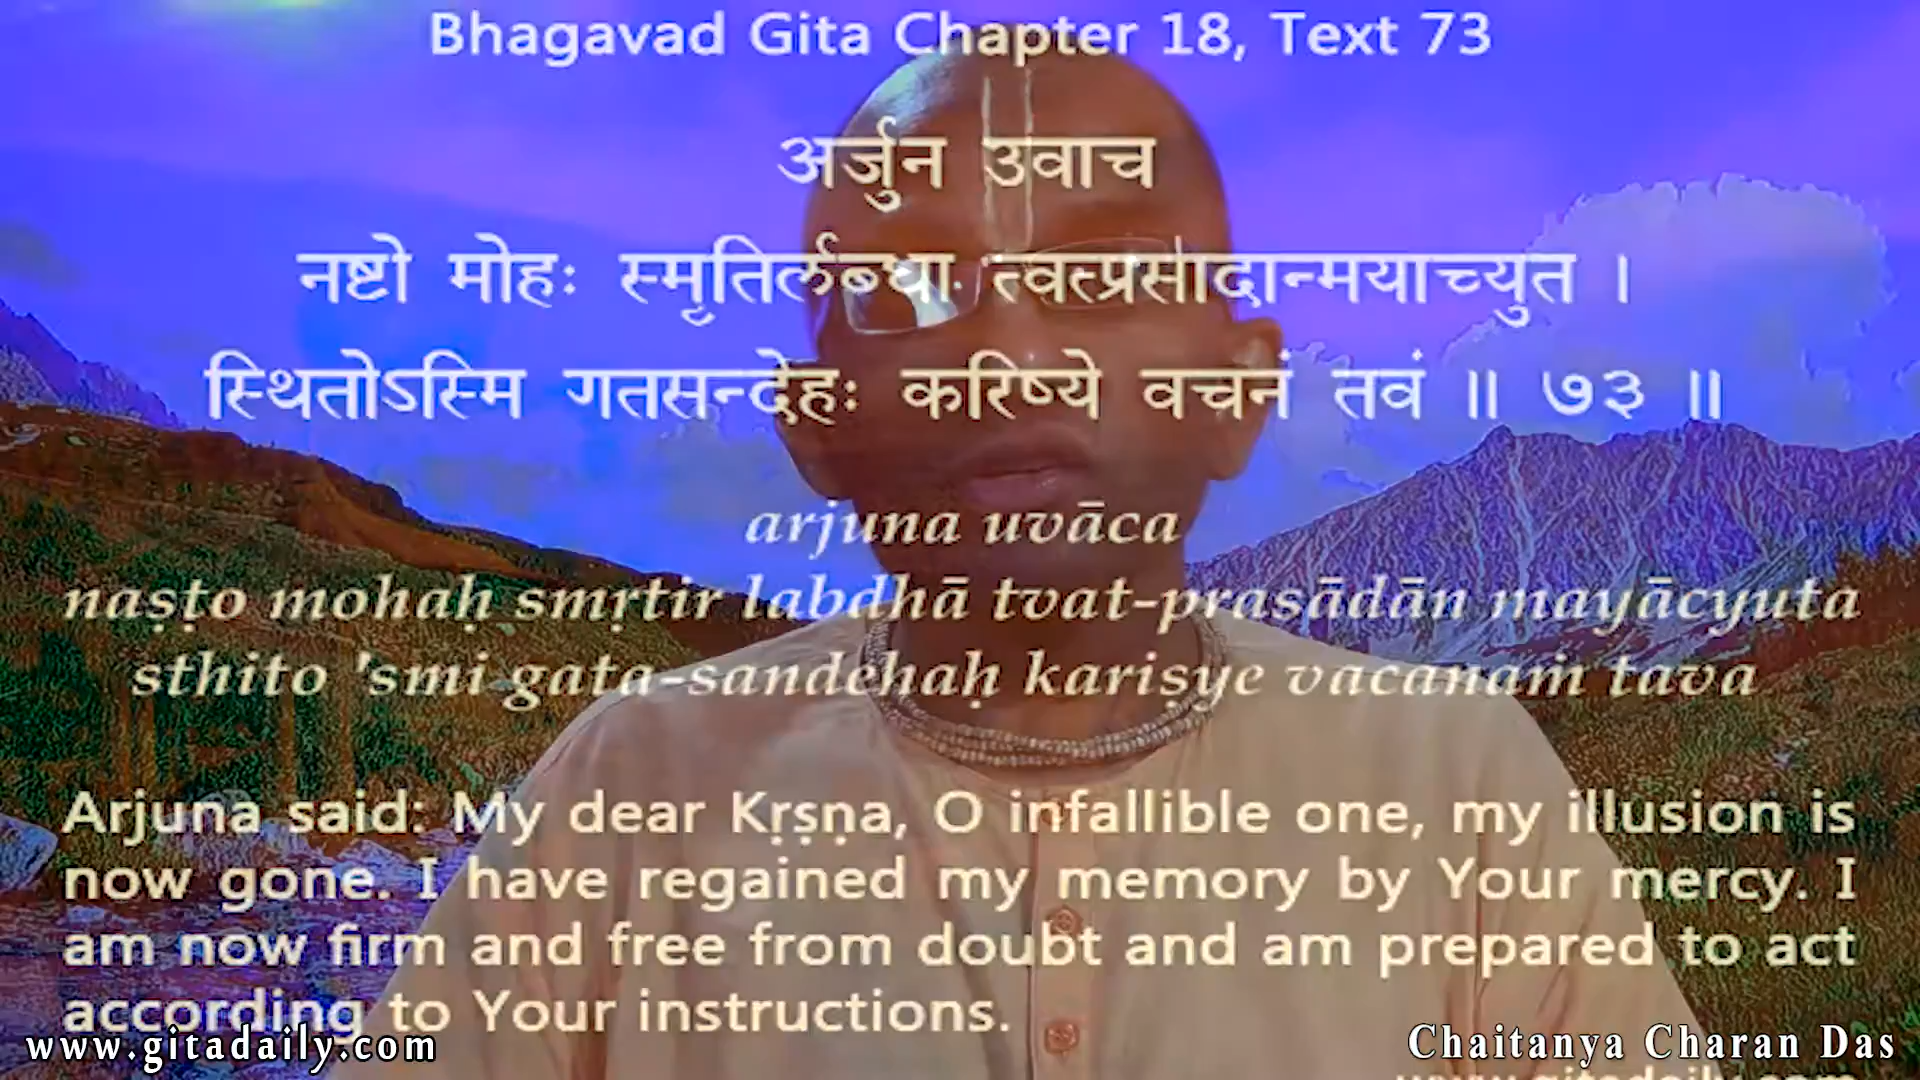 Bhagavad Gita Chapter 18, Text 73
अर्जुन उवाच
नष्टो मोहः स्मृतिर्लब्धा त्वत्प्रसादान्मयाच्युत ।
स्थितोऽस्मि गतसन्देहः करिष्ये वचनं तवं ॥ ७३ ॥
arjuna uvāca
naṣṭo mohaḥ smṛtir labdhā tvat-prasādān mayācyuta
sthito 'smi gata-sandehaḥ kariṣye vacanaṁ tava
Arjuna said: My dear Kṛṣṇa, O infallible one, my illusion is
now gone. I have regained my memory by Your mercy. I
am now firm and free from doubt and am prepared to act
according to Your instructions.
www.gitadaily.com
Chaitanya Charan Das
www.gitadaily.com